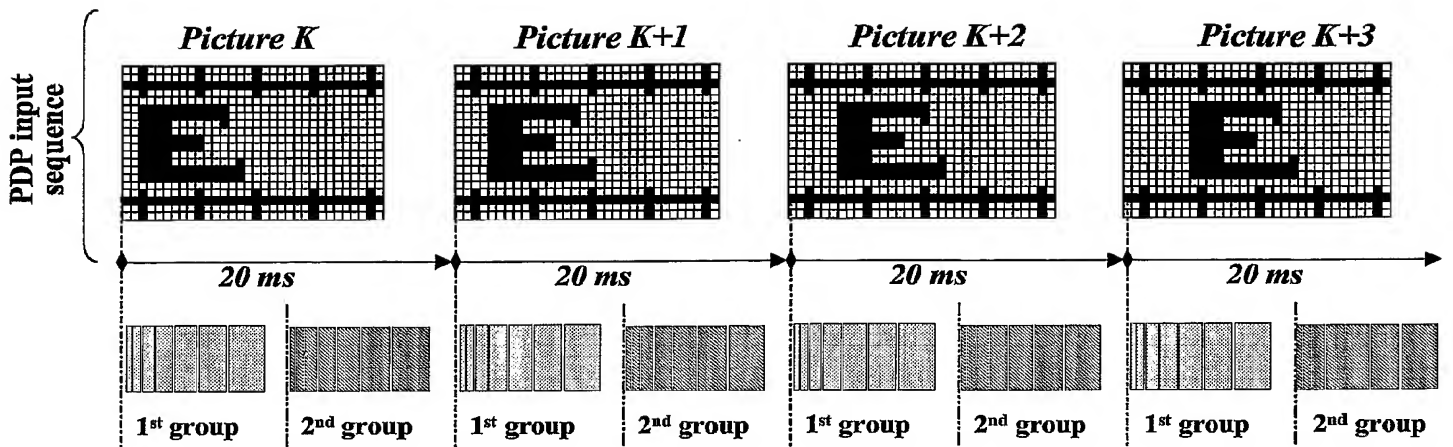 PDP input
sequence
Picture K
Picture K+1
Picture K+2
Picture K+3
E
E
E
E
20 ms
20 ms
20 ms
20 ms
1st group
2nd group
1st group
2nd group
1st group
2nd group
1st group
2nd group